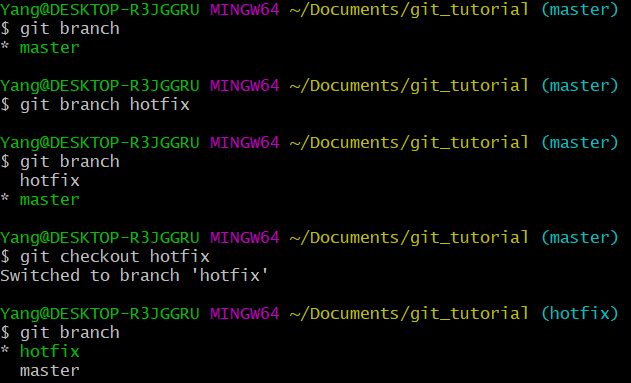 Yang@DESKTOP-R3JGGRU MINGW64 ~/Documents/git_tutorial (master)
$ git branch
* master
Yang@DESKTOP-R3JGGRU MINGW64 ~/Documents/git_tutorial (master)
$ git branch hotfix
Yang@DESKTOP-R3JGGRU MINGW64 ~/Documents/git_tutorial (master)
$ git branch
  hotfix
* master
Yang@DESKTOP-R3JGGRU MINGW64 ~/Documents/git_tutorial (master)
$ git checkout hotfix
Switched to branch 'hotfix'
Yang@DESKTOP-R3JGGRU MINGW64 ~/Documents/git_tutorial (hotfix)
$ git branch
* hotfix
  master